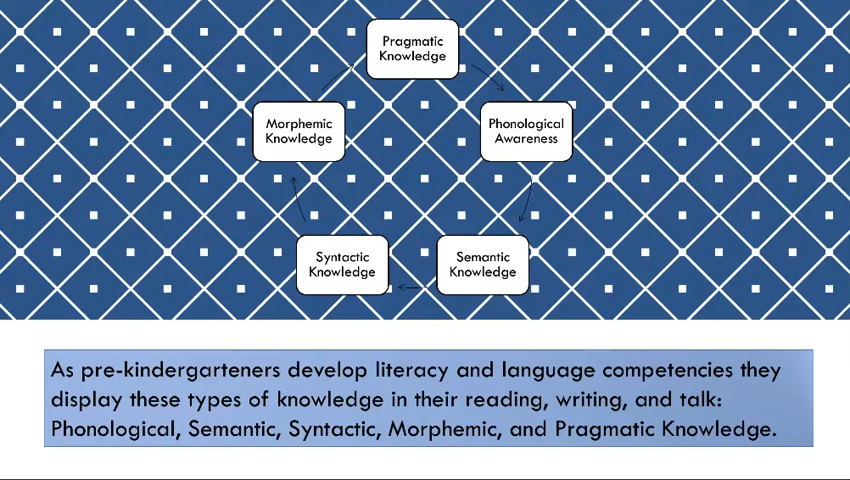 Pragmatic
Knowledge
Morphemic
Knowledge
Phonological
Awareness
Syntactic
Knowledge
Semantic
Knowledge
As pre-kindergarteners develop literacy and language competencies they
display these types of knowledge in their reading, writing, and talk:
Phonological, Semantic, Syntactic, Morphemic, and Pragmatic Knowledge.